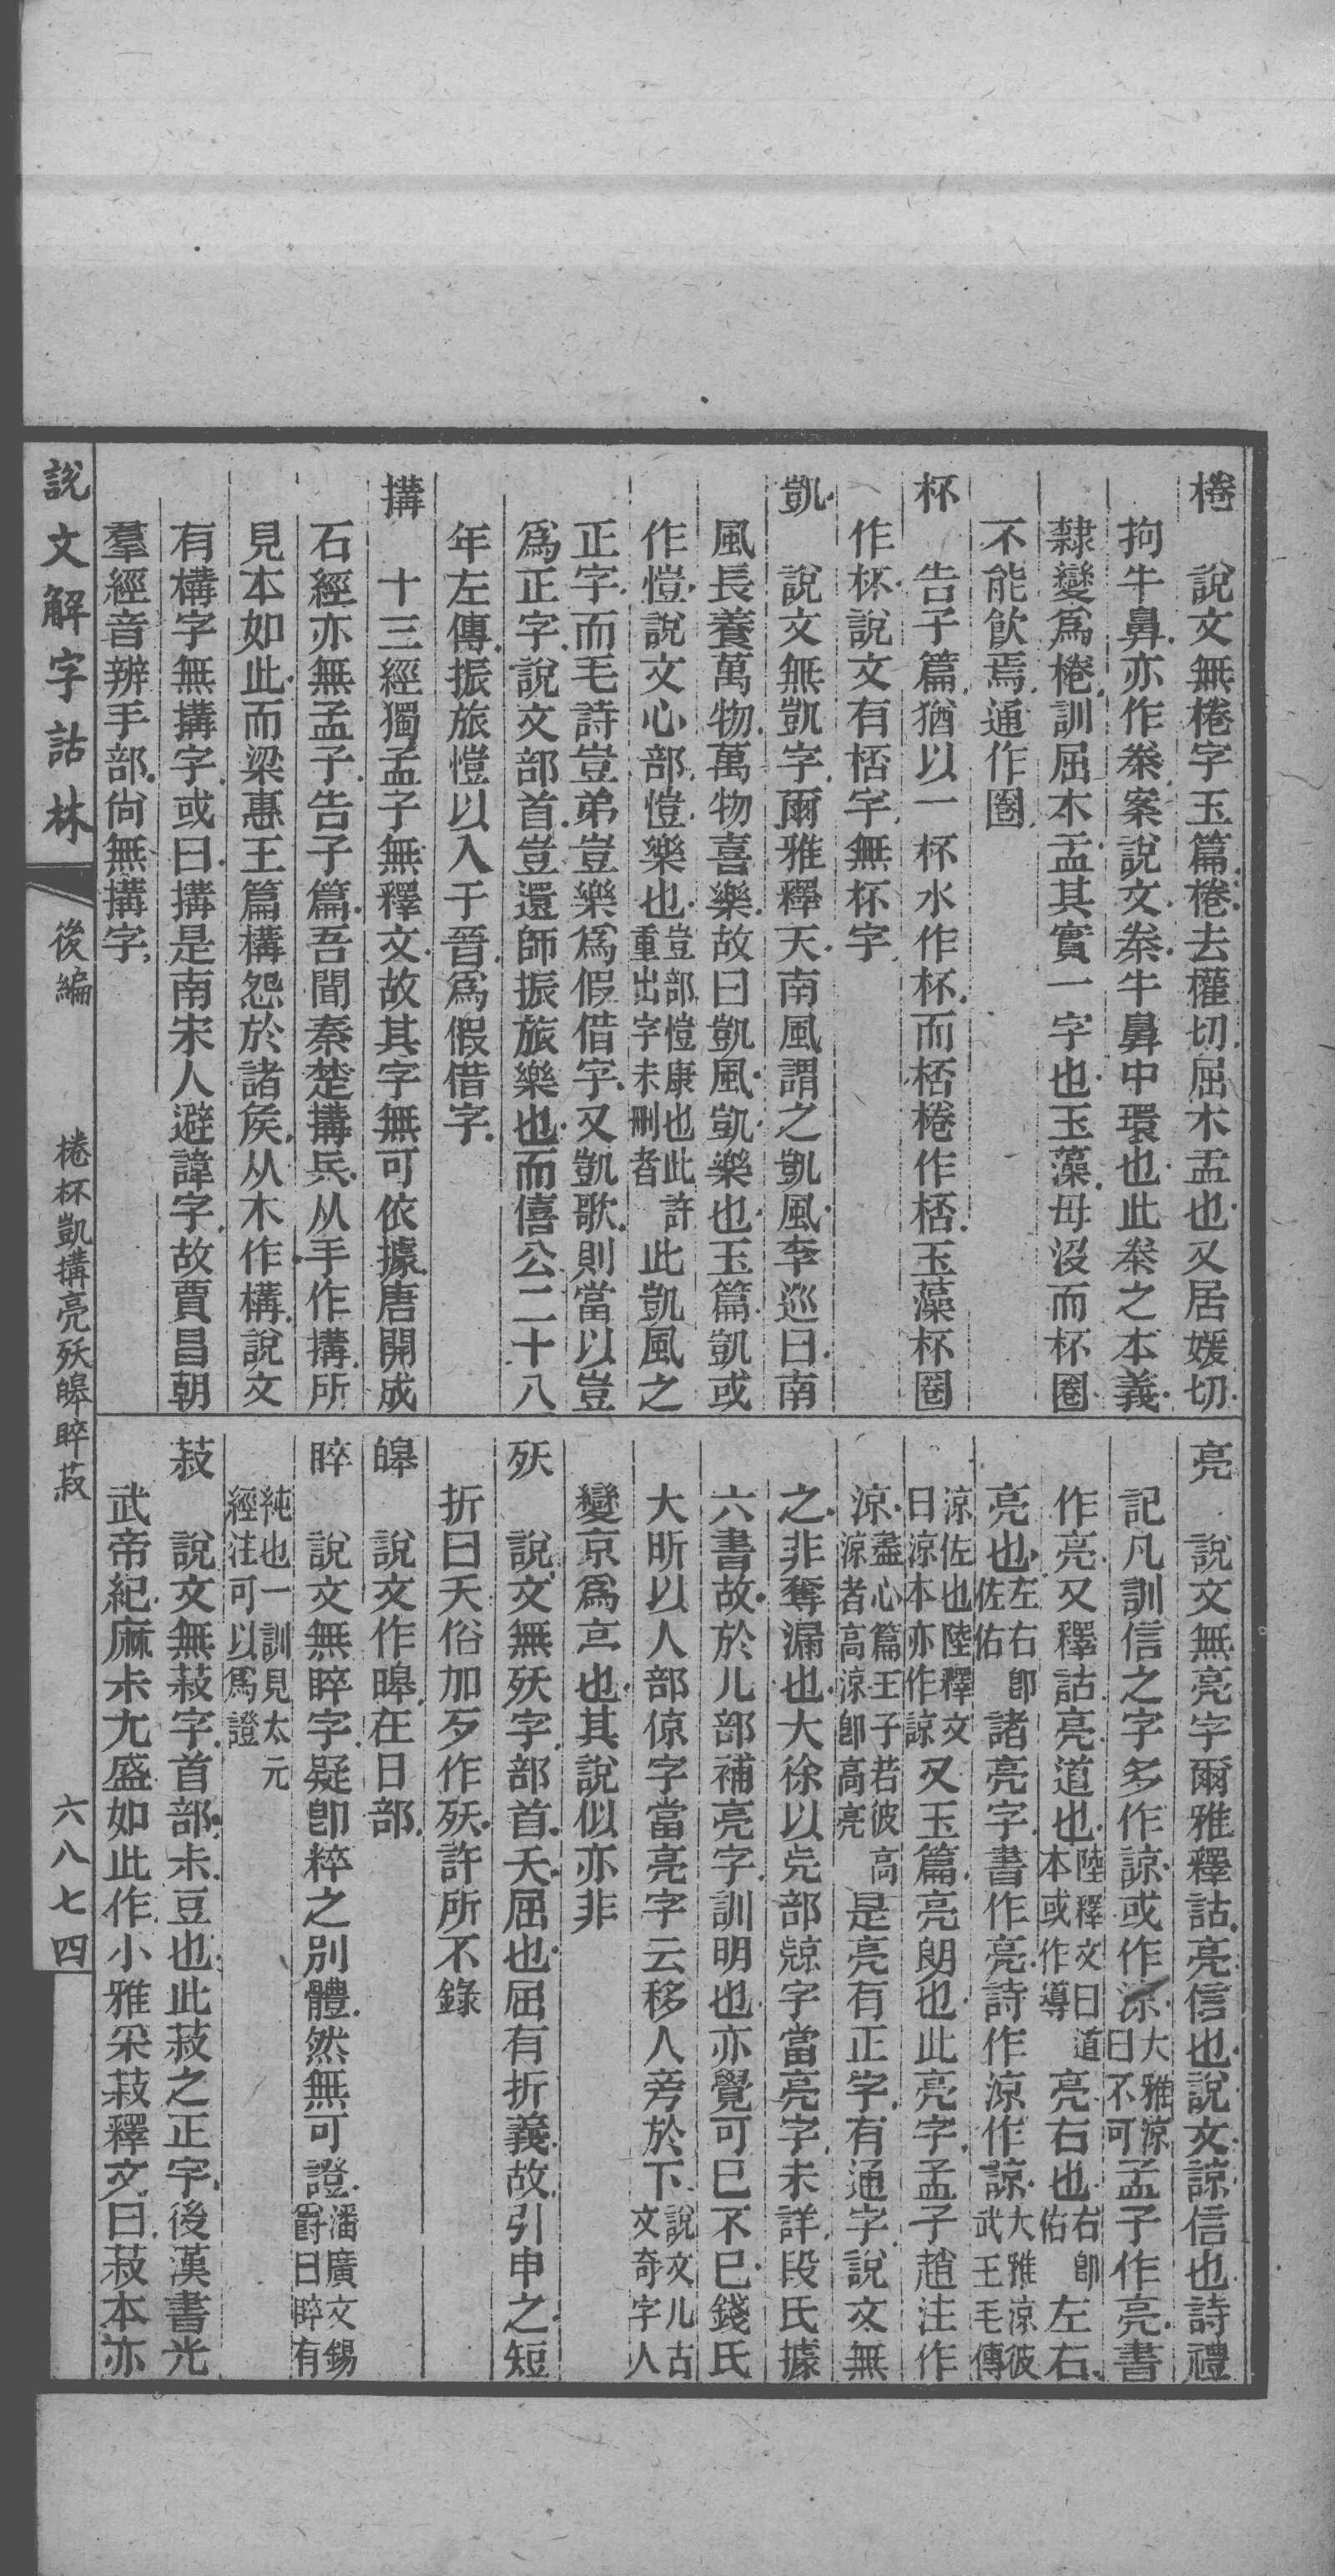 棬　說文無棬字玉篇棬去權切屈木盂也又居媛切
拘牛鼻亦作桊案說文桊牛鼻中環也此桊之本義
隸變爲棬訓屈木盂其實一字也玉藻母沒而杯圈
不能飮焉通作圈
杯　告子篇猶以一杯水作杯而桮棬作桮玉藻杯圈
作杯說文有桮字無杯字
凱　說文無凱字爾雅釋天南風謂之凱風李巡曰南
風長養萬物萬物喜樂故曰凱風凱樂也玉篇凱或
作愷說文心部愷樂也豈部愷康也此許重出字未刪者此凱風之
正字而毛詩豈弟豈樂爲假借字又凱歌則當以豈
爲正字說文部首豈還師振旅樂也而僖公二十八
年左傳振旅愷以入于晉爲假借字
搆　十三經獨孟子無釋文故其字無可依據唐開成
石經亦無孟子告子篇吾聞秦楚搆兵从手作搆所
見本如此而梁惠王篇構怨於諸矦从木作構說文
有構字無搆字或曰搆是南宋人避諱字故賈昌朝
羣經音辨手部尙無搆字
亮　說文無亮字爾雅釋詁亮信也說文諒信也詩禮
記凡訓信之字多作諒或作涼大雅涼曰不可孟子作亮書
作亮又釋詁亮道也陸釋文曰道本或作導亮右也右卽佑左右
亮也左右卽佐佑諸亮字書作亮詩作涼作諒大雅涼彼武王毛傳
涼佐也陸釋文曰涼本亦作諒又玉篇亮朗也此亮字孟子趙注作
涼盡心篇王子若彼高涼者高涼卽高亮是亮有正字有通字說文無
之非奪漏也大徐以旡部𣄴字當亮字未詳段氏據
六書故於儿部補亮字訓明也亦覺可巳不巳錢氏
大昕以人部倞字當亮字云移人旁於下說文儿古文奇字人
變京爲亯也其說似亦非
殀　說文無殀字部首夭屈也屈有折義故引申之短
折曰夭俗加歹作殀許所不錄
皞　說文作暤在日部
睟　說文無睟字疑卽粹之別體然無可證潘廣文錫爵曰睟有
純也一訓見太元經注可以爲證
菽　說文無菽字首部尗豆也此菽之正字後漢書光
武帝紀麻尗尢盛如此作小雅采菽釋文曰菽本亦
說文解字詁林　後編　棬杯凱搆亮殀皞睟菽　六八七四